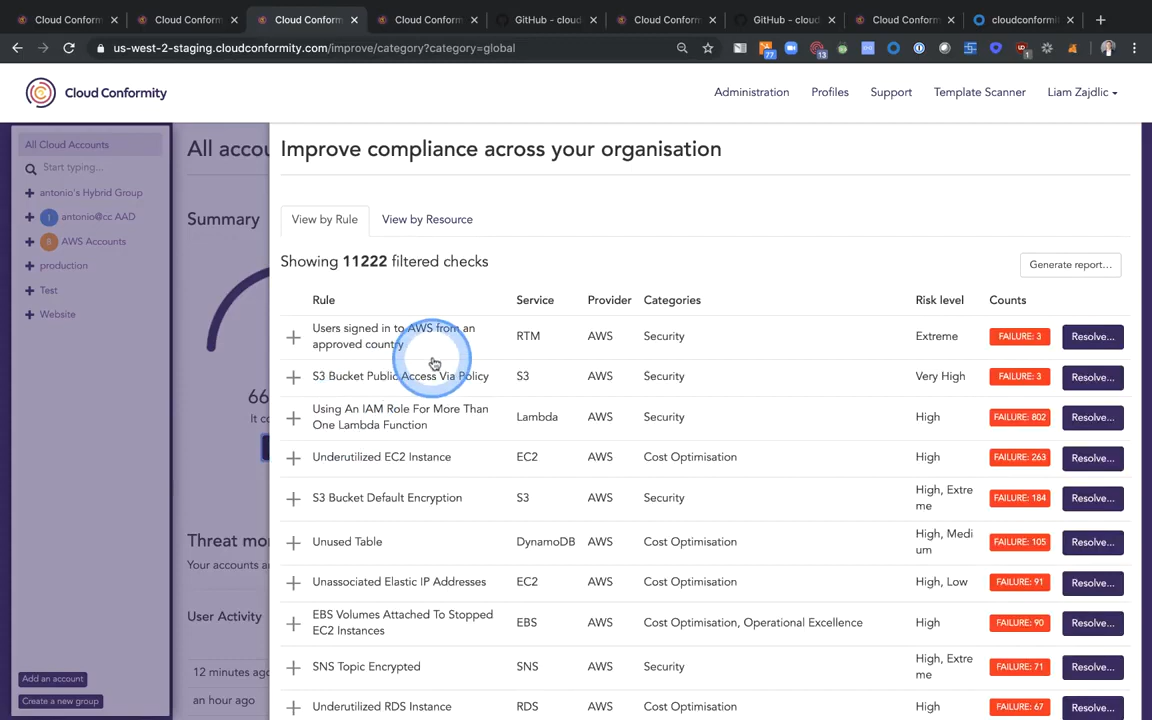 Cloud Conform
Cloud Conform
Cloud Conform
Cloud Conform
GitHub - cloud
Cloud Conform
GitHub - cloud
Cloud Conform
cloudconformit
us-west-2-staging.cloudconformity.com/improve/category?category=global
77
13
1
Cloud Conformity
Administration
Profiles
Support
Template Scanner
Liam Zajdlic
All Cloud Accounts
Start typing...
antonio's Hybrid Group
1 antonio@cc AAD
8 AWS Accounts
production
Test
Website
Add an account
Create a new group
All accou
Summary
66
It co
Threat mo
Your accounts a
User Activity
12 minutes ago
an hour ago
Improve compliance across your organisation
View by Rule
View by Resource
Showing 11222 filtered checks
Generate report...
Rule Service Provider Categories Risk level Counts
Users signed in to AWS from an
approved country
RTM AWS Security Extreme FAILURE: 3 Resolve...
S3 Bucket Public Access Via Policy S3 AWS Security Very High FAILURE: 3 Resolve...
Using An IAM Role For More Than
One Lambda Function
Lambda AWS Security High FAILURE: 802 Resolve...
Underutilized EC2 Instance EC2 AWS Cost Optimisation High FAILURE: 263 Resolve...
S3 Bucket Default Encryption S3 AWS Security High, Extre
me
FAILURE: 184 Resolve...
Unused Table DynamoDB AWS Cost Optimisation High, Medi
um
FAILURE: 105 Resolve...
Unassociated Elastic IP Addresses EC2 AWS Cost Optimisation High, Low FAILURE: 91 Resolve...
EBS Volumes Attached To Stopped
EC2 Instances
EBS AWS Cost Optimisation, Operational Excellence High FAILURE: 90 Resolve...
SNS Topic Encrypted SNS AWS Security High, Extre
me
FAILURE: 71 Resolve...
Underutilized RDS Instance RDS AWS Cost Optimisation High FAILURE: 67 Resolve...